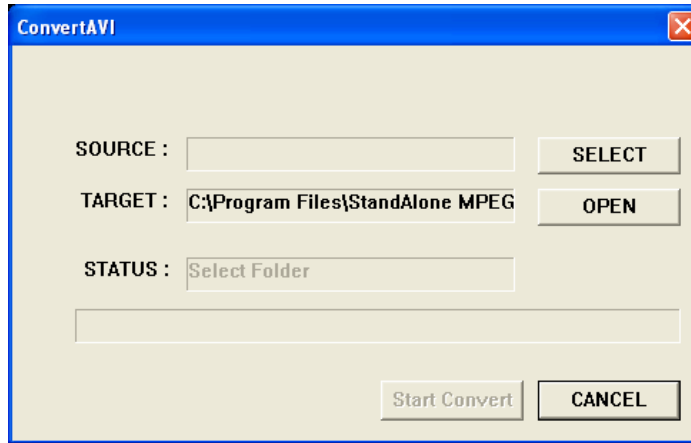 ConvertAVI
SOURCE : SELECT
TARGET : C:\Program Files\StandAlone MPEG OPEN
STATUS : Select Folder
Start Convert CANCEL